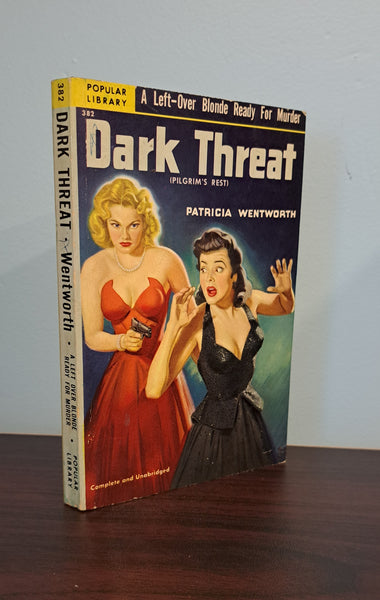 382
DARK THREAT • Wentworth •
A LEFT OVER BLONDE
READY FOR MURDER •
POPULAR
LIBRARY
POPULAR
LIBRARY
A Left-Over Blonde Ready For Murder
382
Dark Threat
(PILGRIM'S REST)
PATRICIA WENTWORTH
Complete and Unabridged